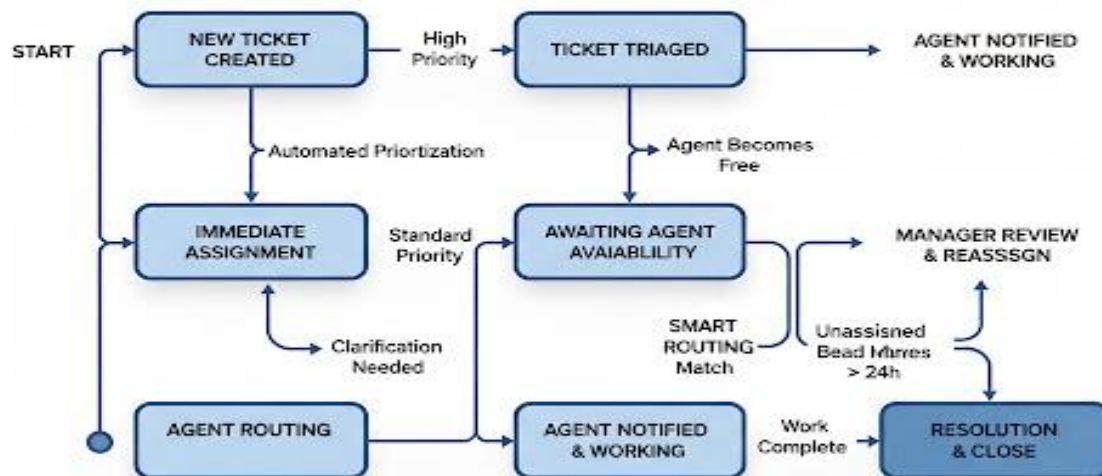 START
NEW TICKET
CREATED
High
Priority
TICKET TRIAGED
AGENT NOTIFIED
& WORKING
Automated Priortization
Agent Becomes
Free
IMMEDIATE
ASSIGNMENT
Standard
Priority
AWAITING AGENT
AVAIABLILITY
MANAGER REVIEW
& REASSSGN
Clarification
Needed
SMART
ROUTING
Match
Unassisned
Bead
> 24h
AGENT ROUTING
AGENT NOTIFIED
& WORKING
Work
Complete
RESOLUTION
& CLOSE